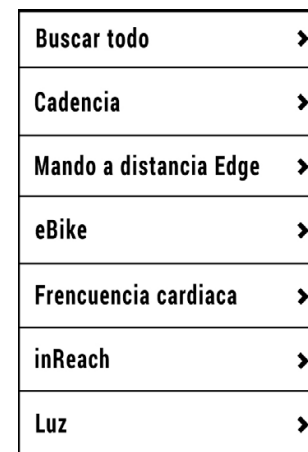 Buscar todo
Cadencia
Mando a distancia Edge
eBike
Frencuencia cardiaca
inReach
Luz